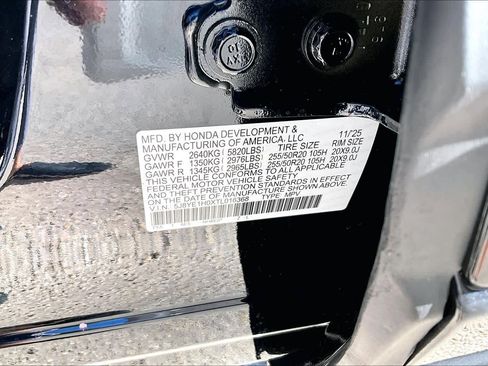 MFD. BY HONDA DEVELOPMENT & 11/25
MANUFACTURING OF AMERICA, LLC
GVWR 2640KG( 5820LBS) TIRE SIZE RIM SIZE
GAWR F 1350KG( 2976LBS) 255/50R20 105H 20X9.0J
GAWR R 1345KG( 2965LBS) 255/50R20 105H 20X9.0J
THIS VEHICLE CONFORMS TO ALL APPLICABLE
FEDERAL MOTOR VEHICLE SAFETY
AND THEFT PREVENTION STANDARDS IN EFFECT
ON THE DATE OF MANUFACTURE SHOWN ABOVE.
V.I.N. 5J8YE1H0XTL016368 TYPE: MPV